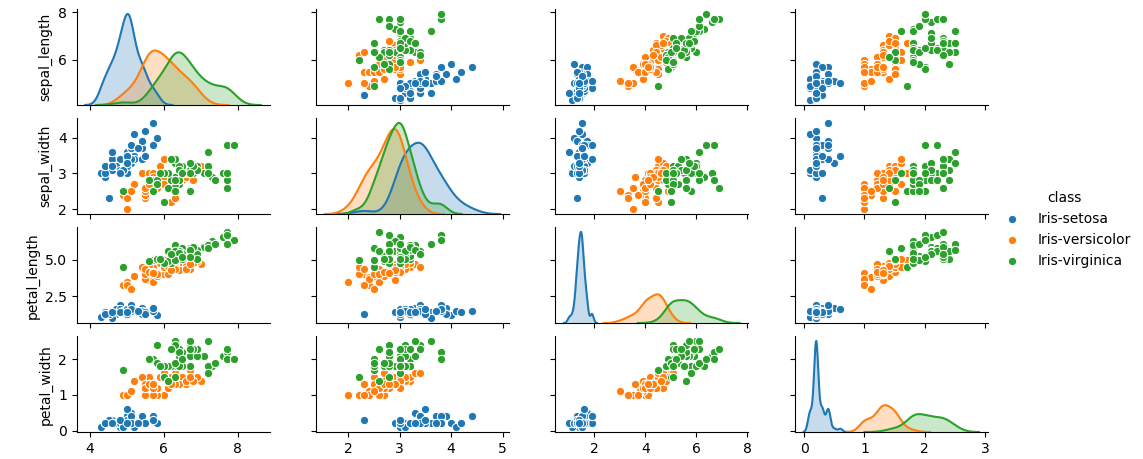 sepal_length
8
6
sepal_width
4
3
2
class
Iris-setosa
Iris-versicolor
Iris-virginica
petal_length
5.0
2.5
petal_width
2
1
0
4 6 8
2 3 4 5
2 4 6 8
0 1 2 3